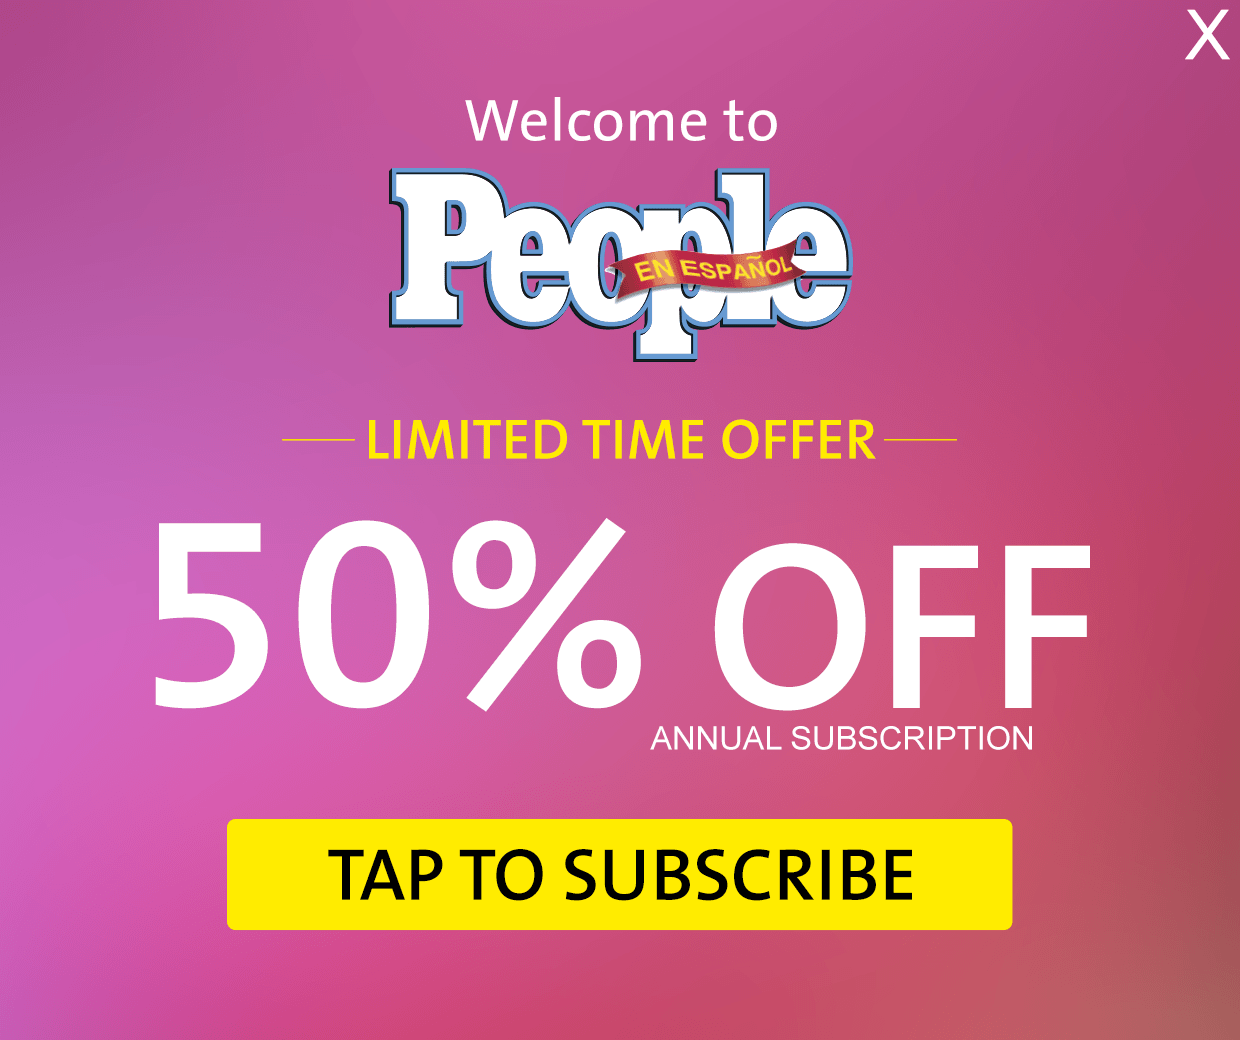 X
Welcome to
People
EN ESPAÑOL
LIMITED TIME OFFER
50% OFF
ANNUAL SUBSCRIPTION
TAP TO SUBSCRIBE